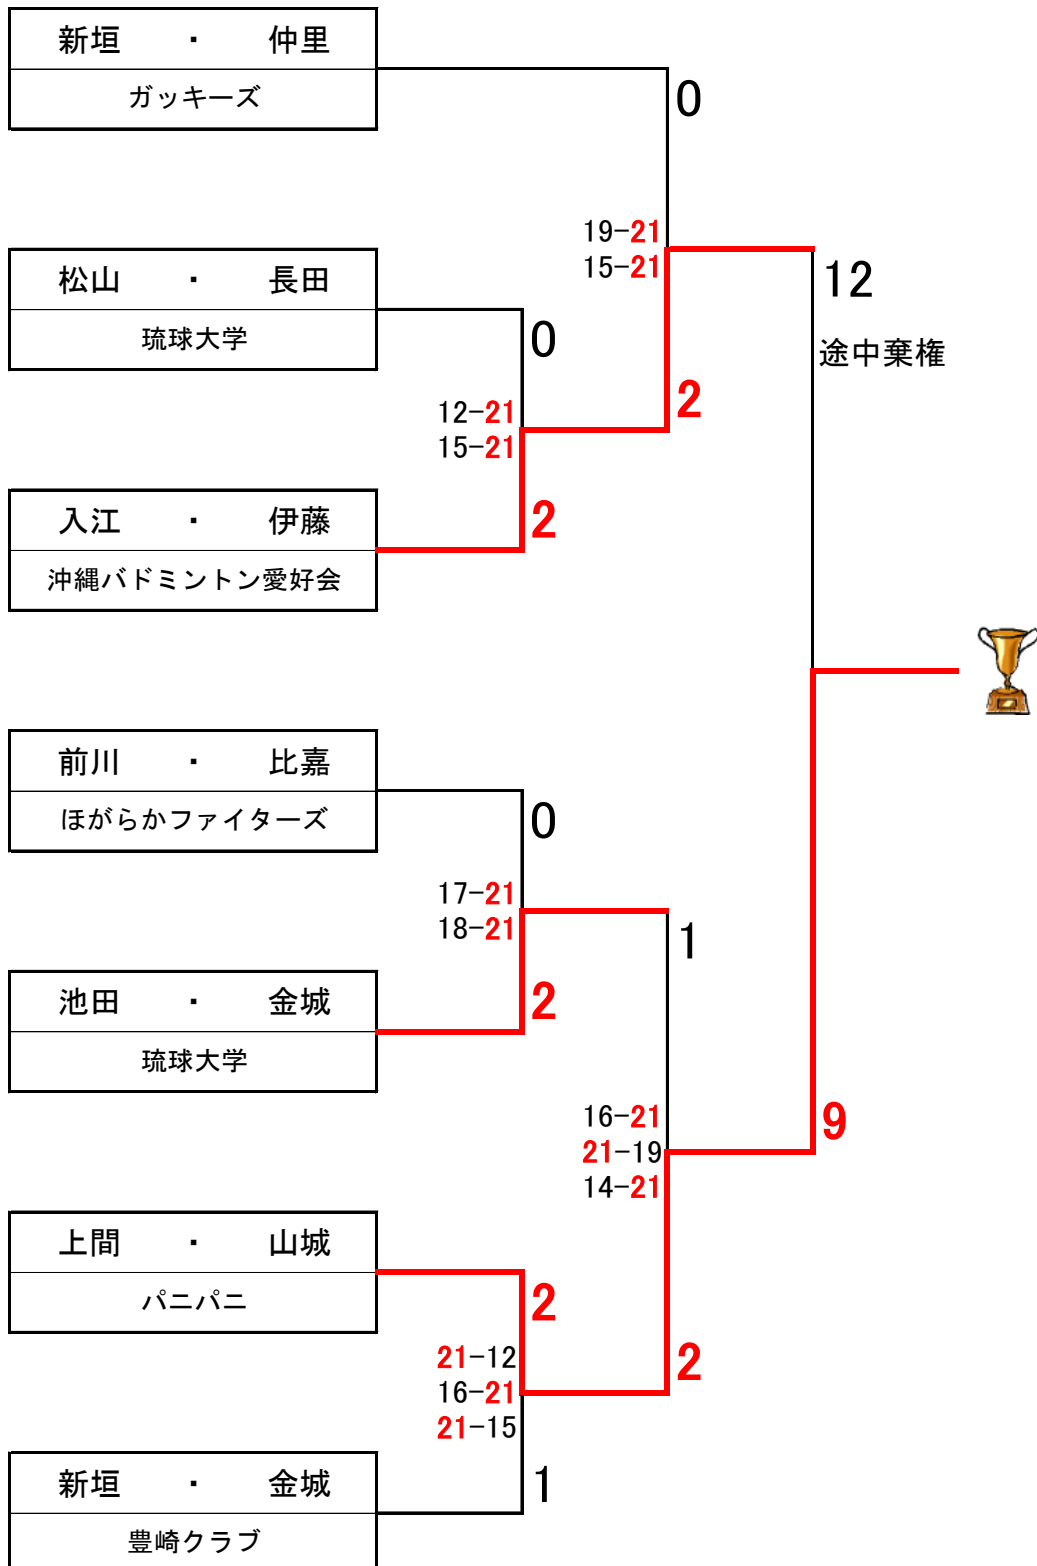 新垣 ・ 仲里
ガッキーズ
0
19-21
15-21
松山 ・ 長田
琉球大学
0
12
途中棄権
12-21
15-21
2
入江 ・ 伊藤
沖縄バドミントン愛好会
2
前川 ・ 比嘉
ほがらかファイターズ
0
17-21
18-21
1
池田 ・ 金城
琉球大学
2
16-21
21-19
14-21
9
上間 ・ 山城
パニパニ
2
21-12
16-21
21-15
2
新垣 ・ 金城
豊崎クラブ
1